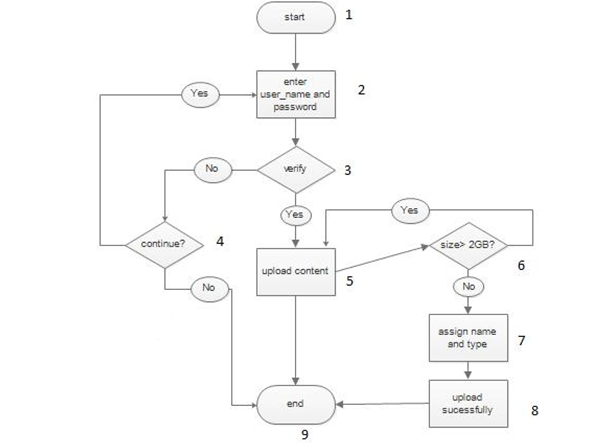 start 1
enter
user_name and
password
2
Yes
verify 3
No
Yes
Yes
continue? 4
size> 2GB?
6
upload content
5
No
No
assign name
and type
7
upload
sucessfully
8
end
9